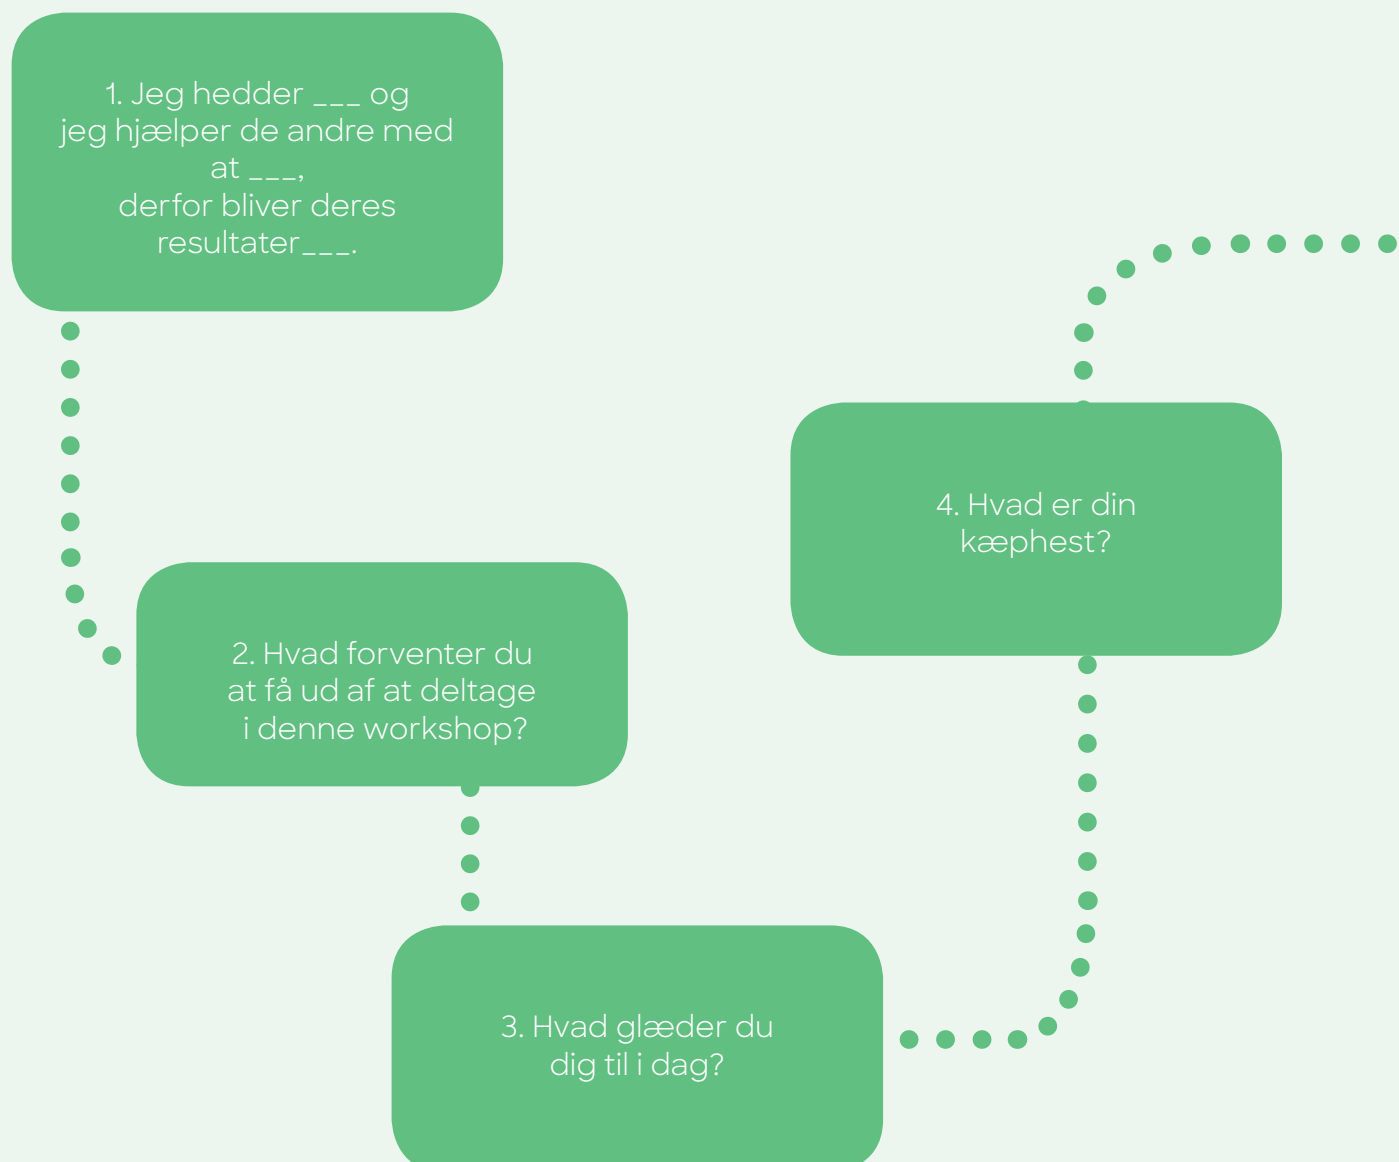 1. Jeg hedder ___ og
jeg hjælper de andre med
at ___,
derfor bliver deres
resultater___.
2. Hvad forventer du
at få ud af at deltage
i denne workshop?
3. Hvad glæder du
dig til i dag?
4. Hvad er din
kæphest?